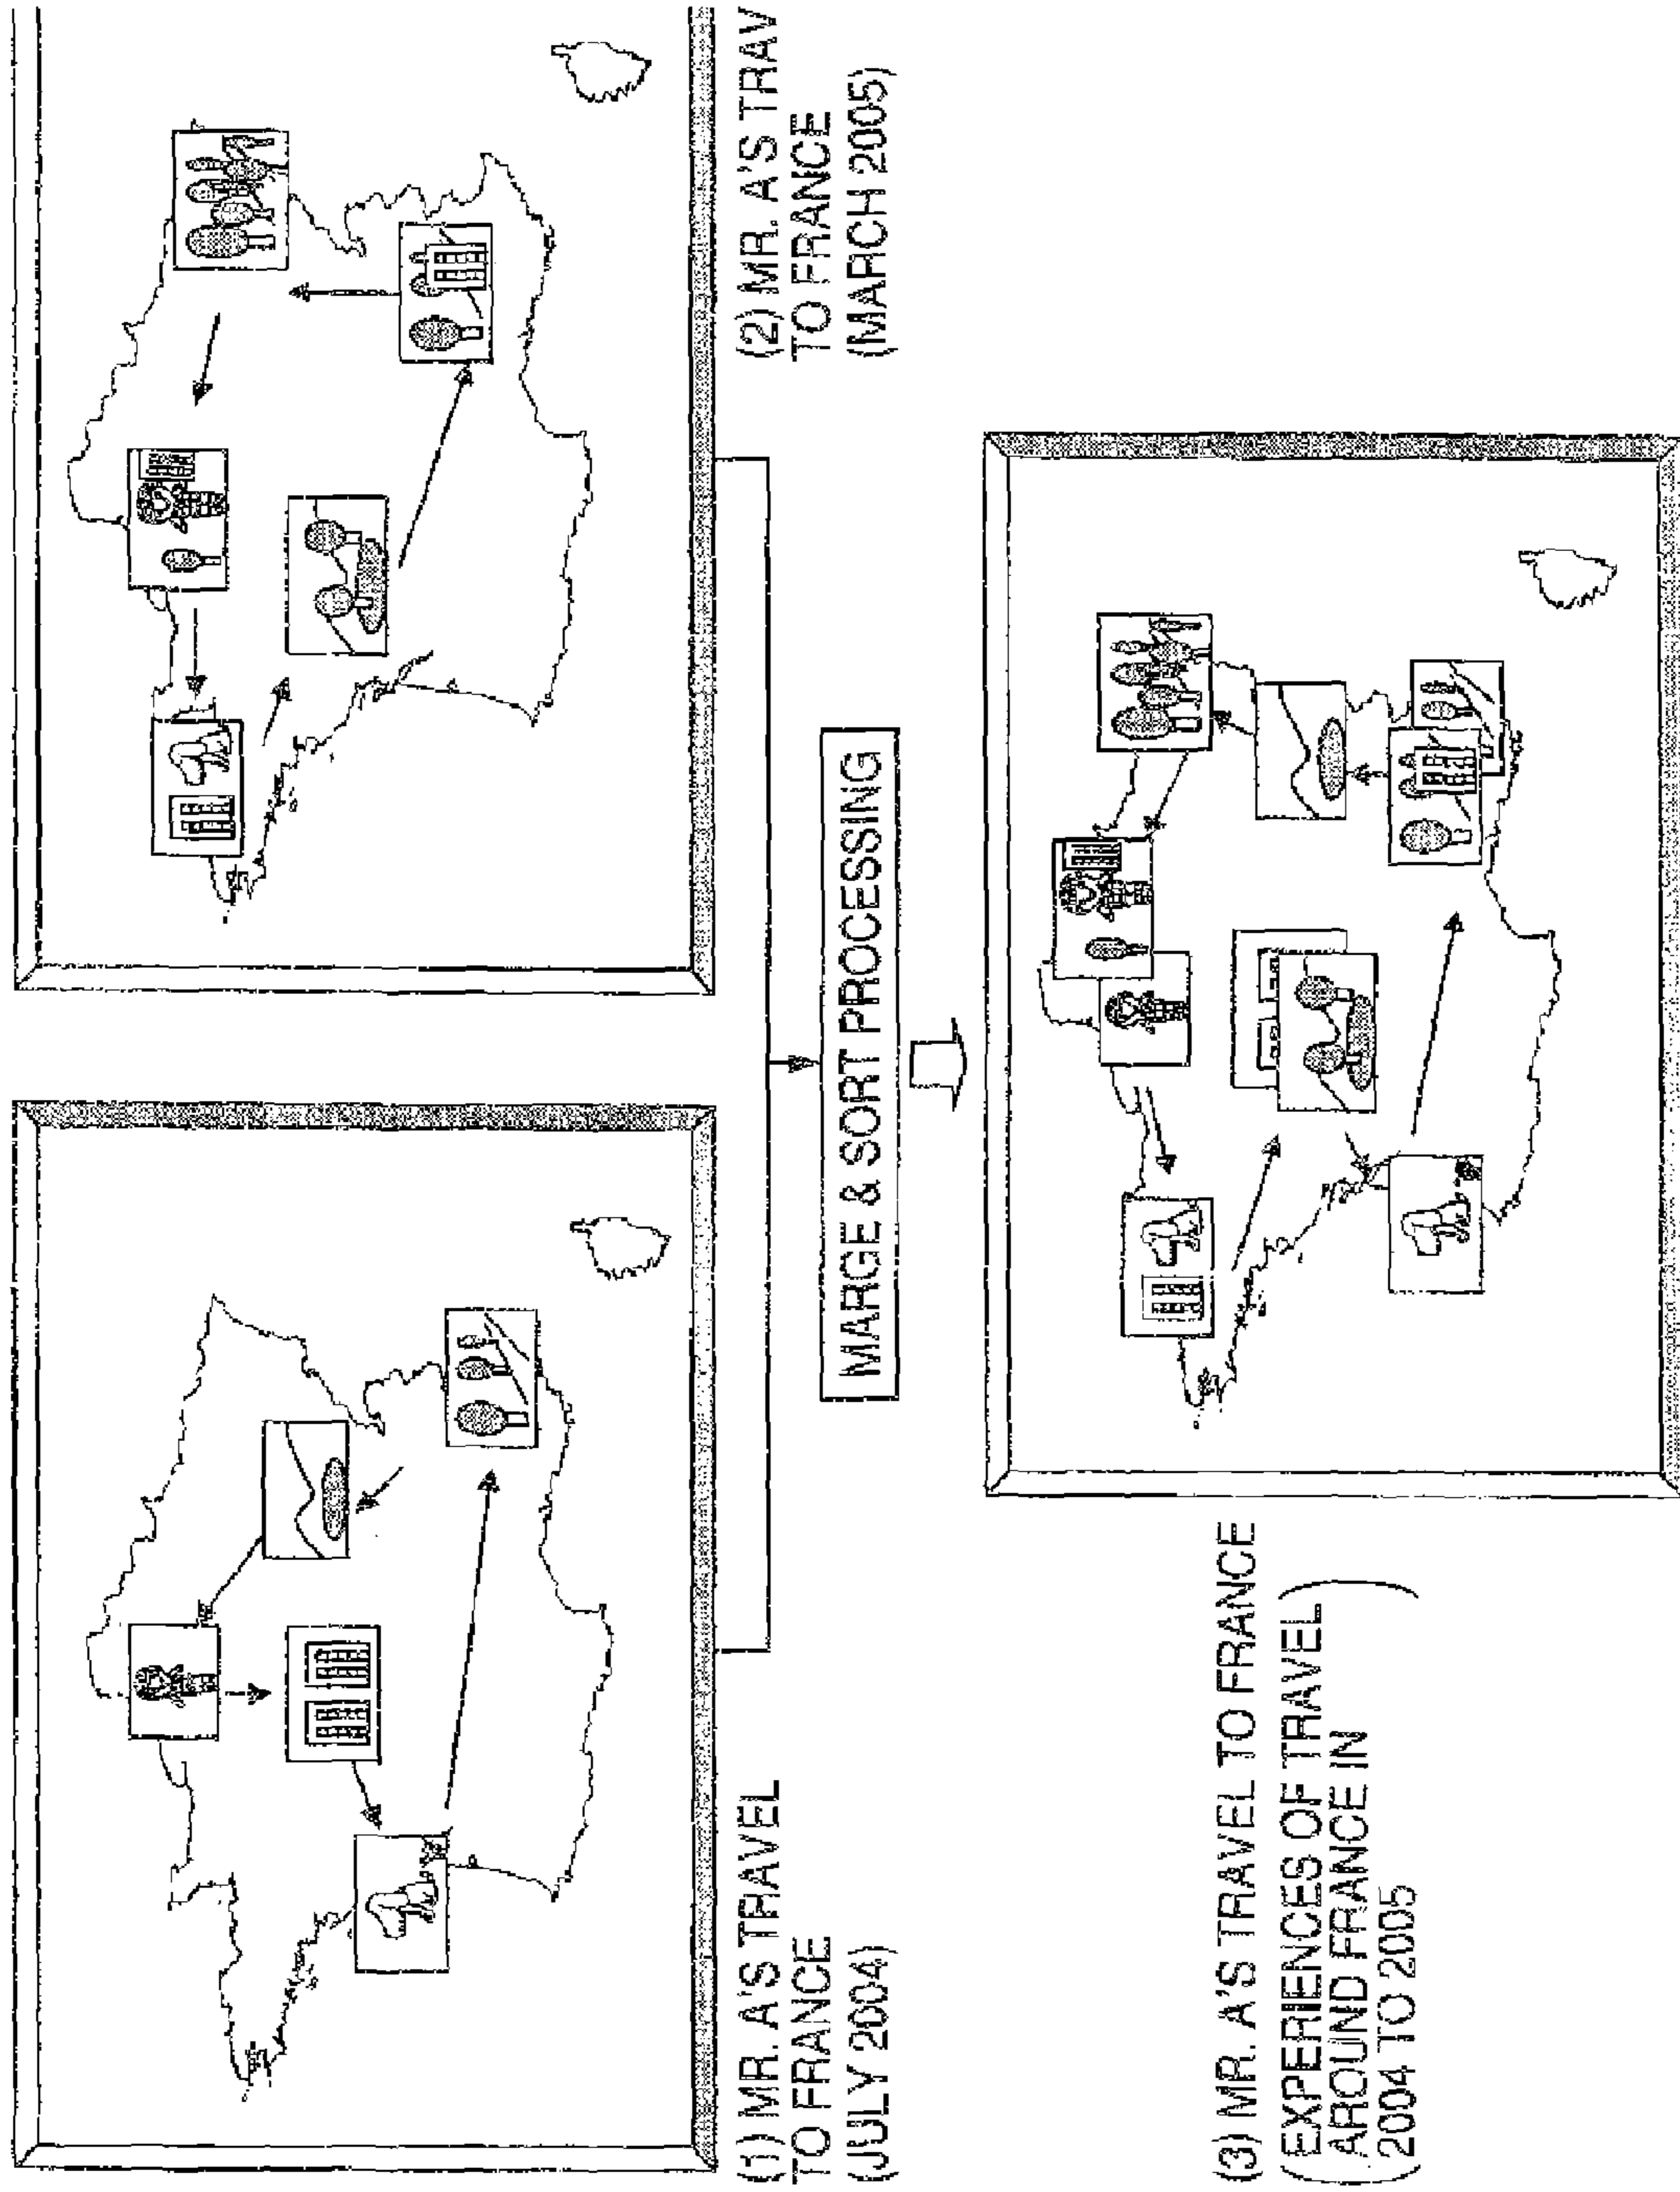 (1) MR. A'S TRAVEL
TO FRANCE
(JULY 2004)
(2) MR. A'S TRAV
TO FRANCE
(MARCH 2005)
MARGE & SORT PROCESSING
(3) MR. A'S TRAVEL TO FRANCE
(EXPERIENCES OF TRAVEL
AROUND FRANCE IN
2004 TO 2005)